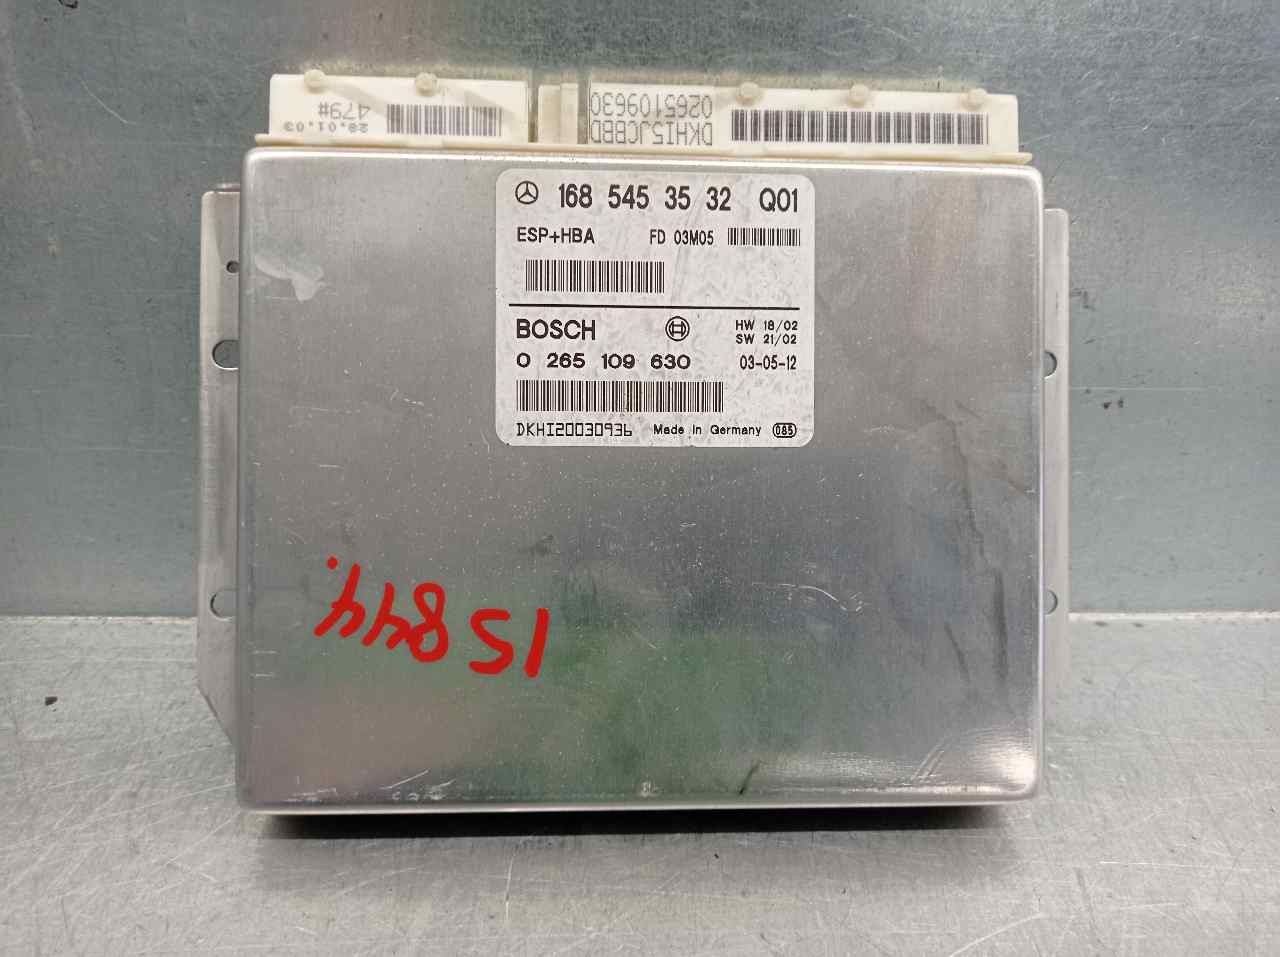 479#
28.01.03
0265109630
DKHI5JCBBD
168 545 35 32 Q01
ESP+HBA FD 03M05
BOSCH HW 18/02
SW 21/02
0 265 109 630 03-05-12
DKHI20030936 Made in Germany 085
15844.